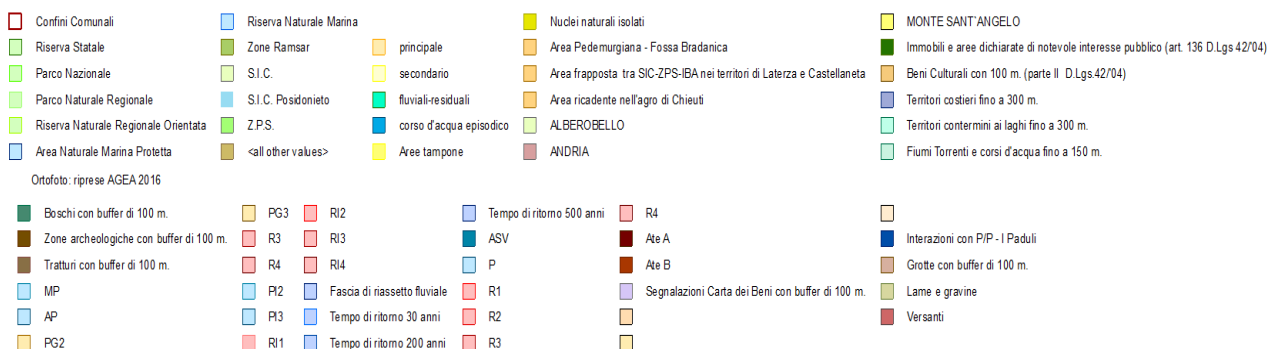 Confini Comunali
Riserva Statale
Parco Nazionale
Parco Naturale Regionale
Riserva Naturale Regionale Orientata
Area Naturale Marina Protetta
Riserva Naturale Marina
Zone Ramsar
S.I.C.
S.I.C. Posidonieto
Z.P.S.
<all other values>
principale
secondario
fluviali-residuali
corso d'acqua episodico
Aree tampone
Nuclei naturali isolati
Area Pedemurgiana - Fossa Bradanica
Area frapposta tra SIC-ZPS-IBA nei territori di Laterza e Castellaneta
Area ricadente nell'agro di Chieuti
ALBEROBELLO
ANDRIA
MONTE SANT`ANGELO
Immobili e aree dichiarate di notevole interesse pubblico (art. 136 D.Lgs 42/'04)
Beni Culturali con 100 m. (parte II D.Lgs.42/'04)
Territori costieri fino a 300 m.
Territori contermini ai laghi fino a 300 m.
Fiumi Torrenti e corsi d'acqua fino a 150 m.
Ortofoto: riprese AGEA 2016
Boschi con buffer di 100 m.
Zone archeologiche con buffer di 100 m.
Tratturi con buffer di 100 m.
MP
AP
PG2
PG3
R3
R4
PI2
PI3
RI1
RI2
RI3
RI4
Fascia di riassetto fluviale
Tempo di ritorno 30 anni
Tempo di ritorno 200 anni
Tempo di ritorno 500 anni
ASV
P
R1
R2
R3
R4
Ate A
Ate B
Segnalazioni Carta dei Beni con buffer di 100 m.
Interazioni con P/P - I Paduli
Grotte con buffer di 100 m.
Lame e gravine
Versanti